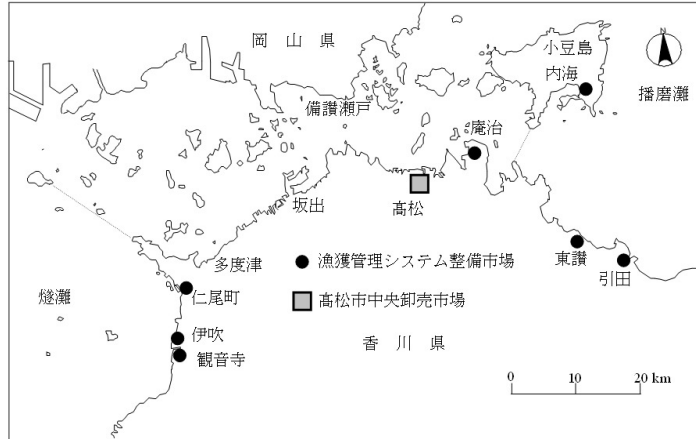 岡山県
小豆島
内海
播磨灘
備讃瀬戸
庵治
坂出
高松
多度津
漁獲管理システム整備市場
東讃
引田
燧灘
仁尾町
高松市中央卸売市場
伊吹
観音寺
香川県
0 10 20 km